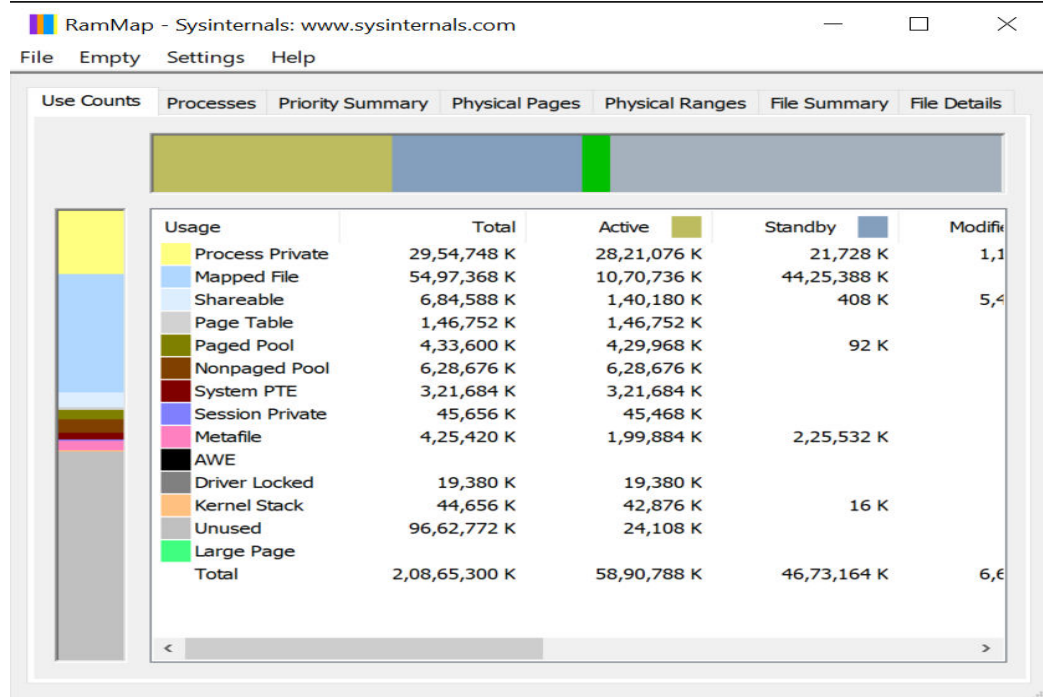 RamMap - Sysinternals: www.sysinternals.com
File Empty Settings Help
Use Counts Processes Priority Summary Physical Pages Physical Ranges File Summary File Details
Usage Total Active Standby Modifi
Process Private 29,54,748 K 28,21,076 K 21,728 K 1,1
Mapped File 54,97,368 K 10,70,736 K 44,25,388 K
Shareable 6,84,588 K 1,40,180 K 408 K 5,4
Page Table 1,46,752 K 1,46,752 K
Paged Pool 4,33,600 K 4,29,968 K 92 K
Nonpaged Pool 6,28,676 K 6,28,676 K
System PTE 3,21,684 K 3,21,684 K
Session Private 45,656 K 45,468 K
Metafile 4,25,420 K 1,99,884 K 2,25,532 K
AWE
Driver Locked 19,380 K 19,380 K
Kernel Stack 44,656 K 42,876 K 16 K
Unused 96,62,772 K 24,108 K
Large Page
Total 2,08,65,300 K 58,90,788 K 46,73,164 K 6,6